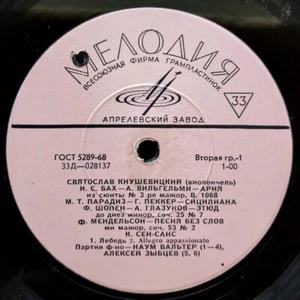 МЕЛОДИЯ
ВСЕСОЮЗНАЯ ФИРМА ГРАМПЛАСТИНОК
33
АПРЕЛЕВСКИЙ ЗАВОД
ГОСТ 5289-68
Вторая гр.-1
33Д—028137
1-00
СВЯТОСЛАВ КНУШЕВИЦКИЙ (виолончель)
И. С. БАХ—А. ВИЛЬГЕЛЬМИ—АРИЯ
из сюиты № 3 ре мажор, В/1068
М. Т. ПАРАДИЗ—Г. ПЕККЕР—СИЦИЛИАНА
Ф. ШОПЕН—А. ГЛАЗУНОВ—ЭТЮД
до диез минор, соч. 25 № 7
Ф. МЕНДЕЛЬСОН—ПЕСНЯ БЕЗ СЛОВ
ми мажор, соч. 53 № 2
К. СЕН-САНС
1. Лебедь 2. Allegro appassionato
Партия ф-но—НАУМ ВАЛЬТЕР (1—4),
АЛЕКСЕЙ ЗЫБЦЕВ (5, 6)